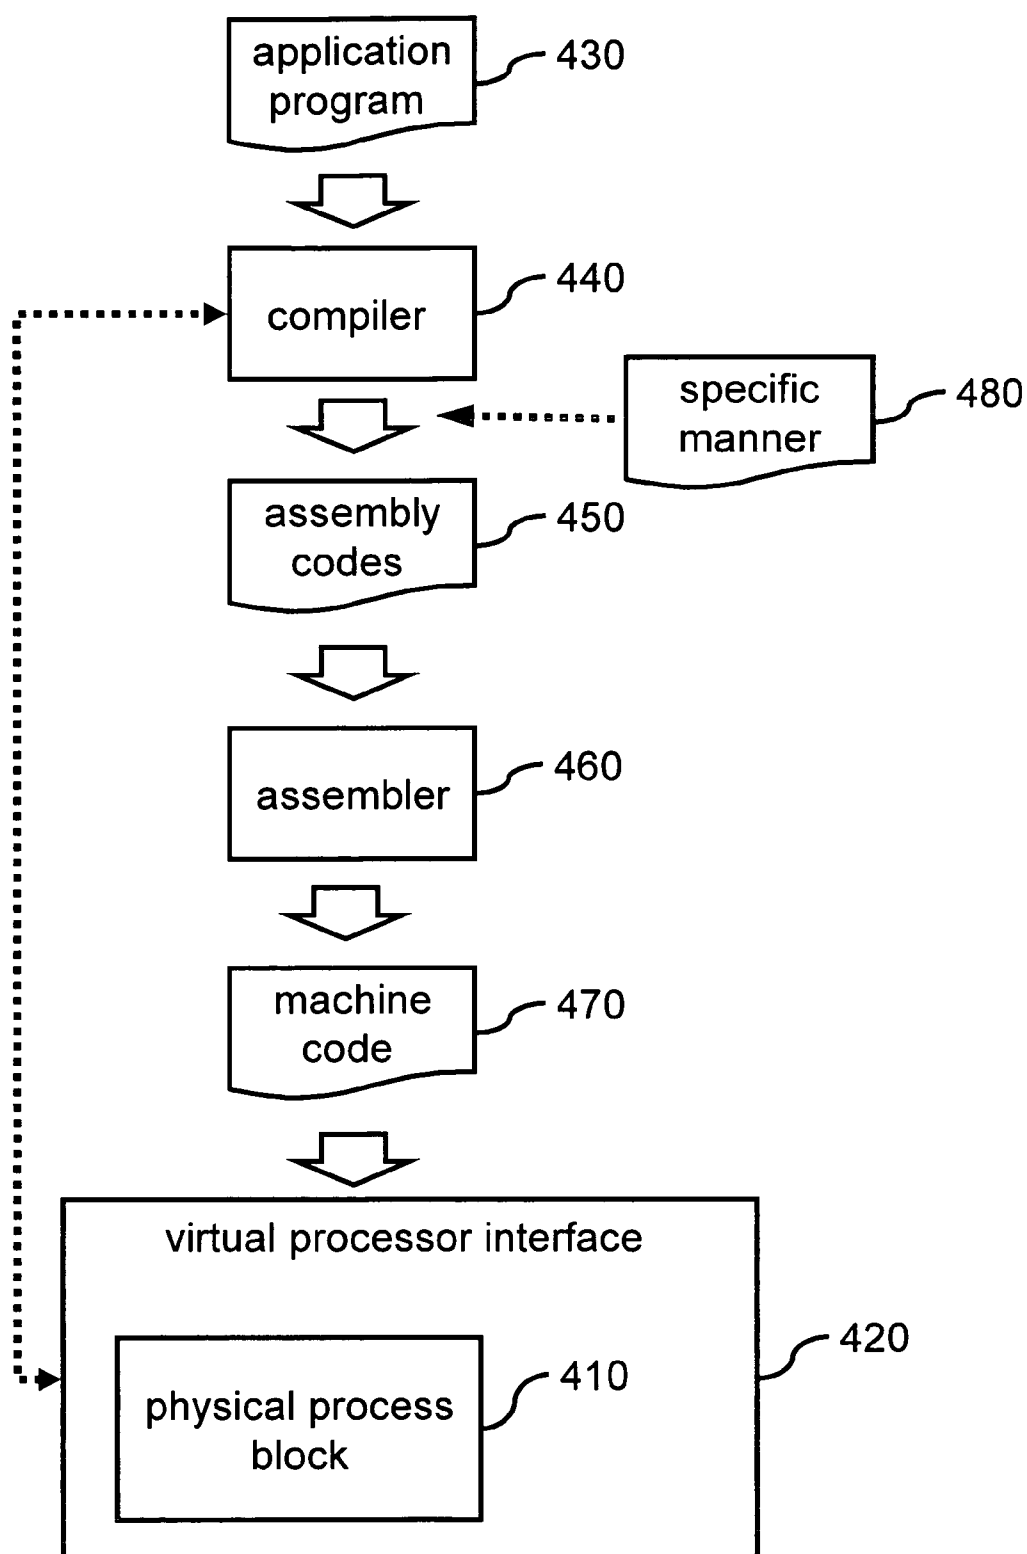 application
program
430
compiler
440
specific
manner
480
assembly
codes
450
assembler
460
machine
code
470
virtual processor interface
420
physical process
block
410